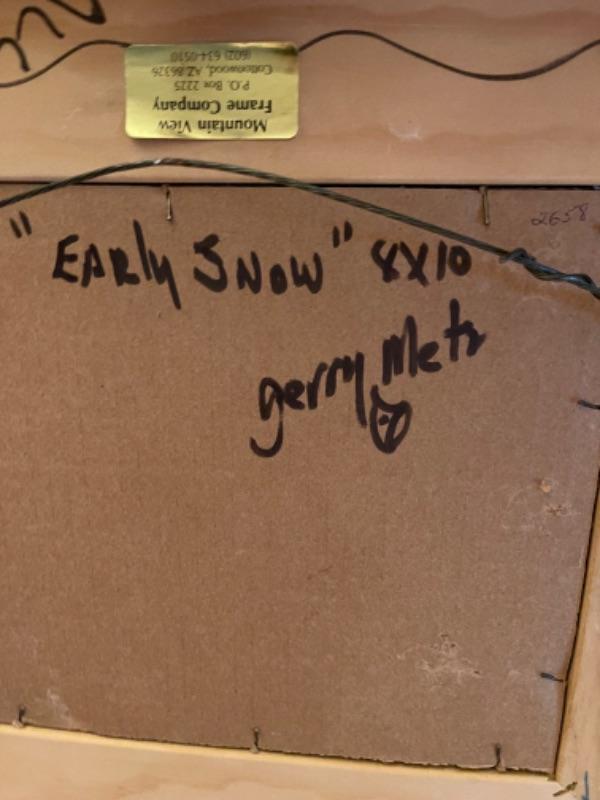 Mountain View
Frame Company
P.O. Box 2225
Cottonwood, AZ 86326
(602) 634-0510
2658
"EARly SNOW" 8X10
gerry Metz